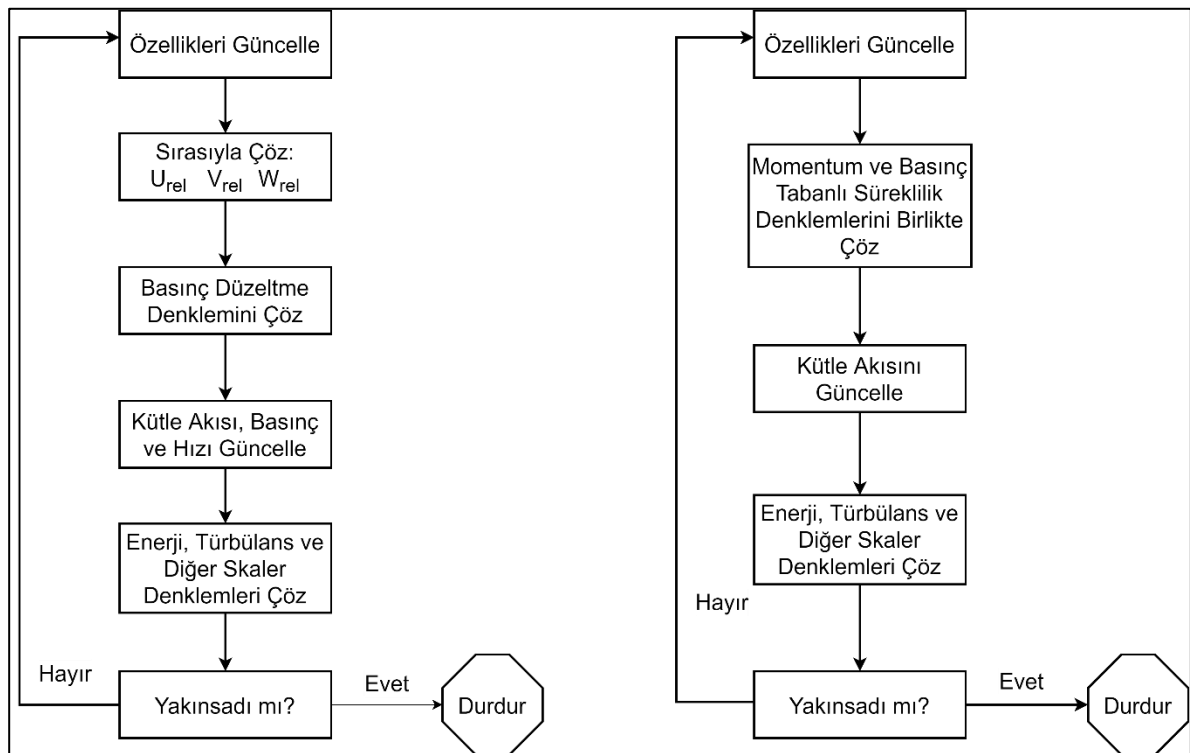 Özellikleri Güncelle
Sırasıyla Çöz:
Urel Vrel Wrel
Basınç Düzeltme
Denklemini Çöz
Kütle Akısı, Basınç
ve Hızı Güncelle
Enerji, Türbülans ve
Diğer Skaler
Denklemleri Çöz
Hayır
Yakınsadı mı?
Evet
Durdur
Özellikleri Güncelle
Momentum ve Basınç
Tabanlı Süreklilik
Denklemlerini Birlikte
Çöz
Kütle Akısını
Güncelle
Enerji, Türbülans ve
Diğer Skaler
Denklemleri Çöz
Hayır
Yakınsadı mı?
Evet
Durdur